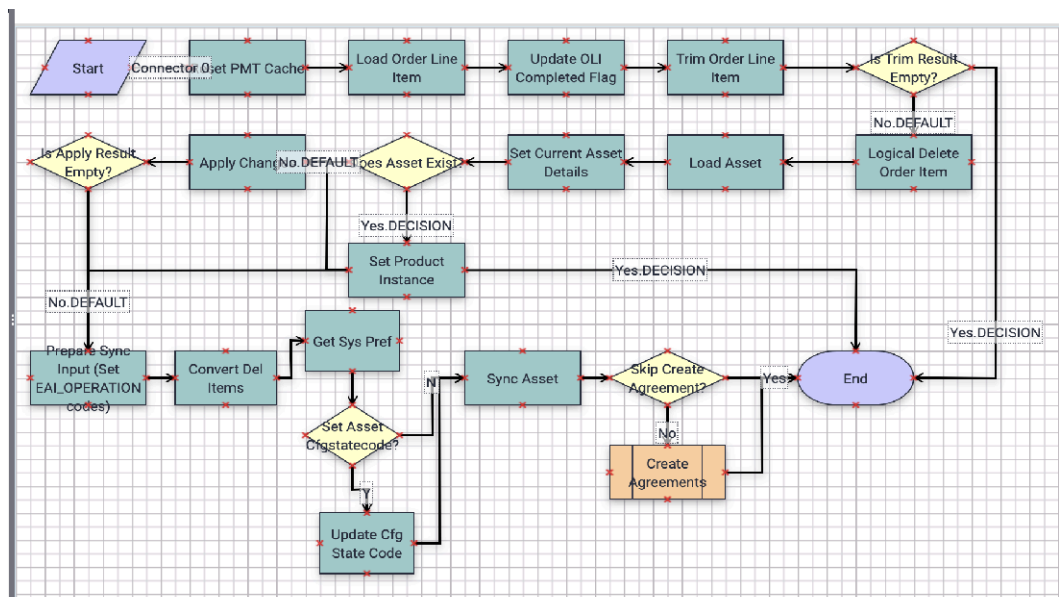 Start
Connector 0
set PMT Cache
Load Order Line
Item
Update OLI
Completed Flag
Trim Order Line
Item
Is Trim Result
Empty?
No.DEFAULT
Is Apply Result
Empty?
Apply Chang
No.DEFAULT
oes Asset Exist?
Set Current Asset
Details
Load Asset
Logical Delete
Order Item
Yes.DECISION
Set Product
Instance
Yes.DECISION
No.DEFAULT
Yes.DECISION
Prepare Sync
Input (Set
EAI_OPERATION
codes)
Convert Del
Items
Get Sys Pref
N
Sync Asset
Skip Create
Agreement?
Yes
End
Set Asset
Cfgstatecode?
No
Create
Agreements
Y
Update Cfg
State Code